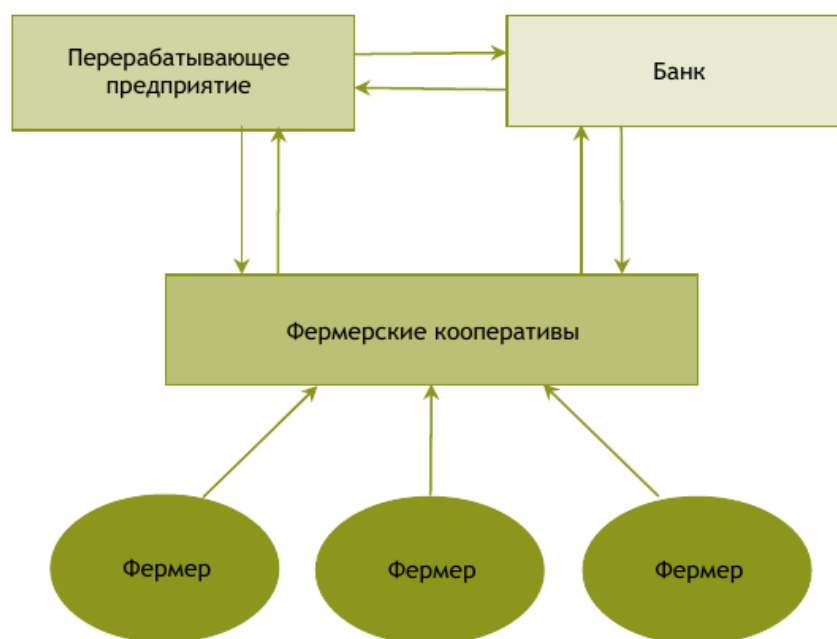 Перерабатывающее
предприятие
Банк
Фермерские кооперативы
Фермер
Фермер
Фермер